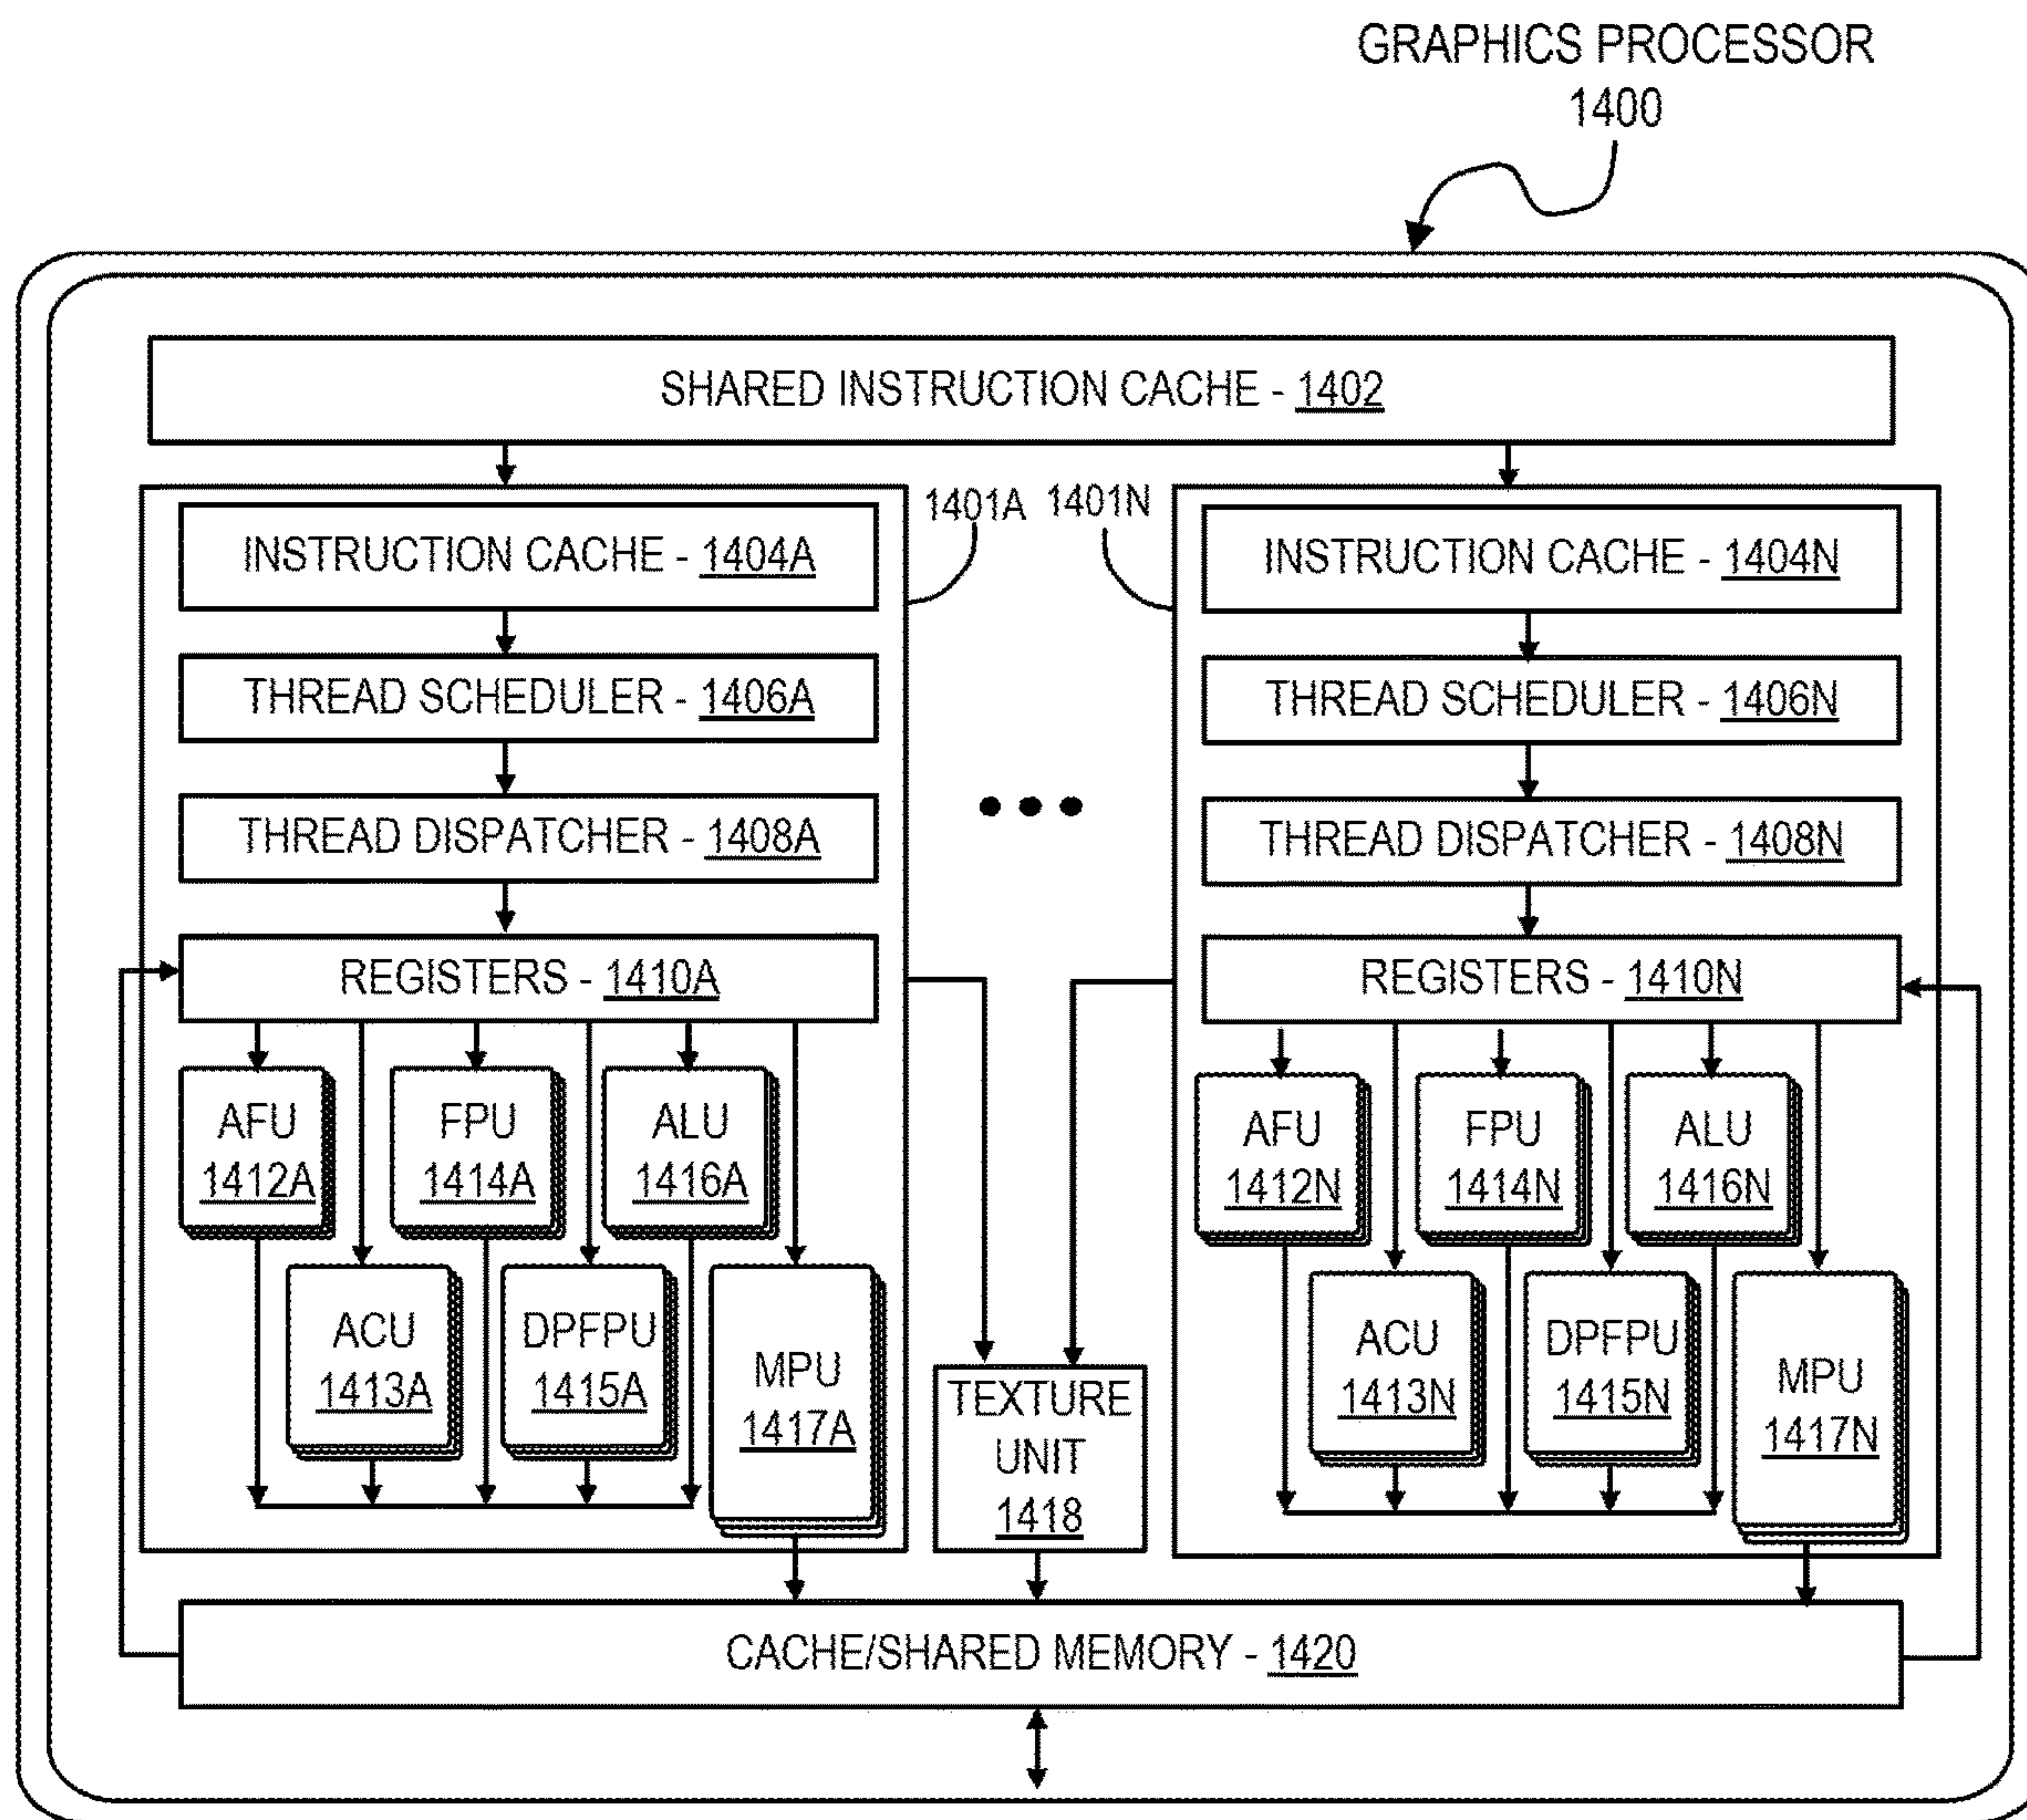 GRAPHICS PROCESSOR
1400
SHARED INSTRUCTION CACHE - 1402
1401A
1401N
INSTRUCTION CACHE - 1404A
THREAD SCHEDULER - 1406A
THREAD DISPATCHER - 1408A
REGISTERS - 1410A
AFU
1412A
FPU
1414A
ALU
1416A
ACU
1413A
DPFPU
1415A
MPU
1417A
TEXTURE
UNIT
1418
INSTRUCTION CACHE - 1404N
THREAD SCHEDULER - 1406N
THREAD DISPATCHER - 1408N
REGISTERS - 1410N
AFU
1412N
FPU
1414N
ALU
1416N
ACU
1413N
DPFPU
1415N
MPU
1417N
CACHE/SHARED MEMORY - 1420